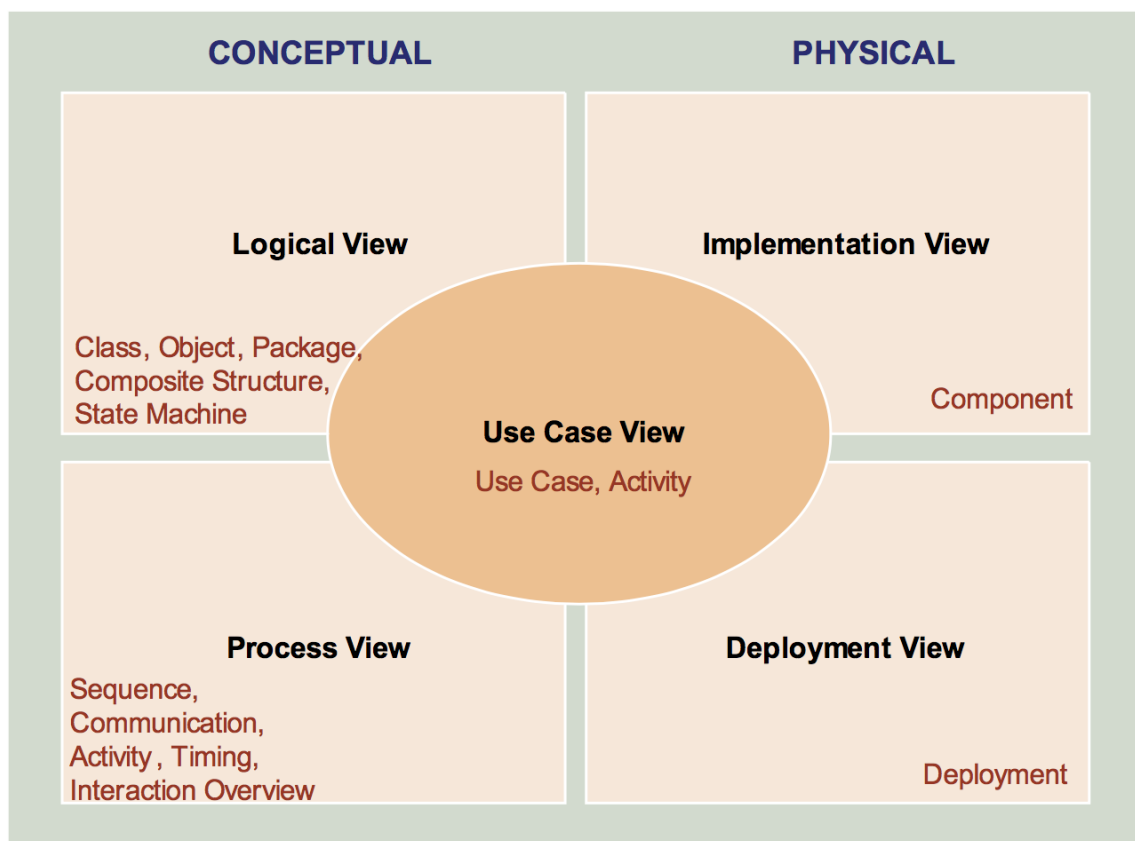 CONCEPTUAL
PHYSICAL
Logical View
Class, Object, Package,
Composite Structure,
State Machine
Implementation View
Component
Use Case View
Use Case, Activity
Process View
Sequence,
Communication,
Activity , Timing,
Interaction Overview
Deployment View
Deployment